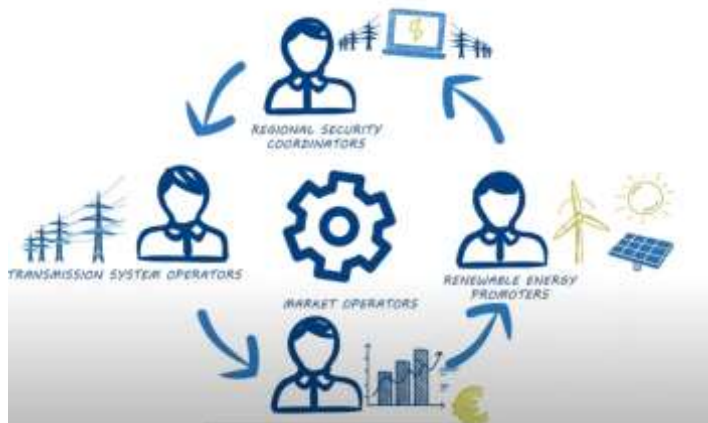 REGIONAL SECURITY
COORDINATORS
TRANSMISSION SYSTEM OPERATORS
MARKET OPERATORS
RENEWABLE ENERGY
PROMOTERS